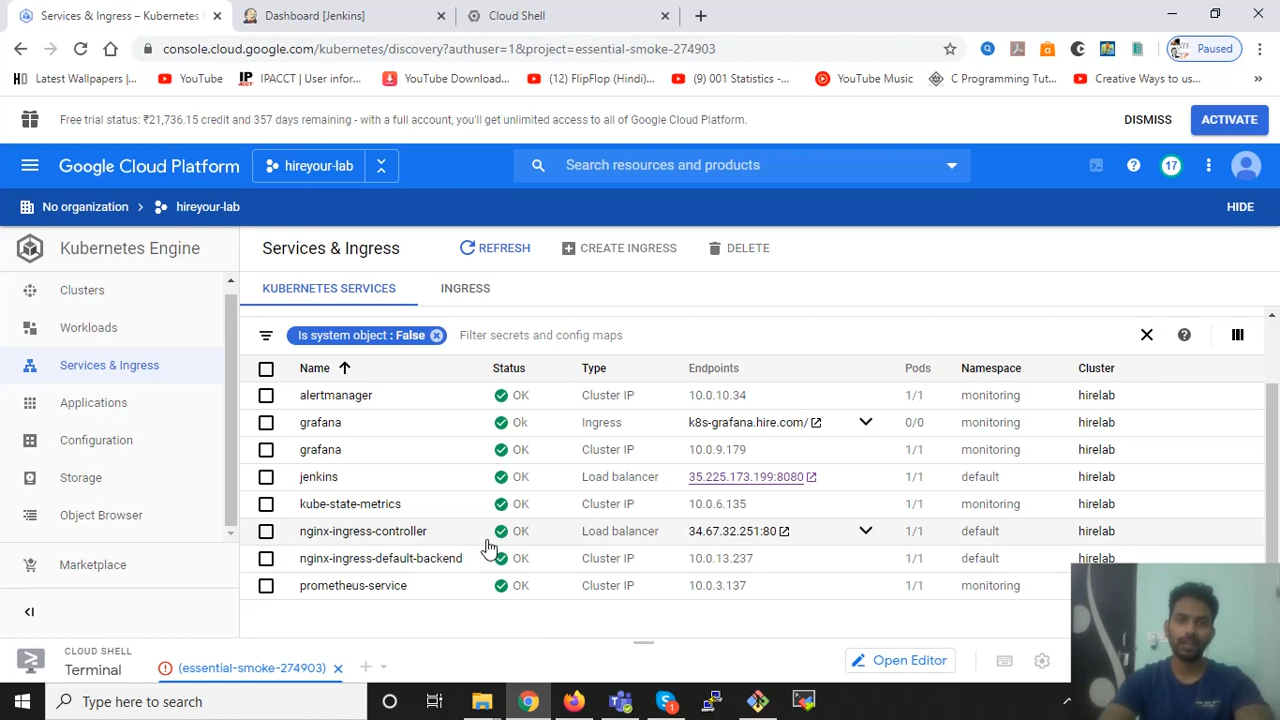 Services & Ingress – Kubernetes
Dashboard [Jenkins]
Cloud Shell
console.cloud.google.com/kubernetes/discovery?authuser=1&project=essential-smoke-274903
Paused
Latest Wallpapers |...
YouTube
IPACCT | User infor...
YouTube Download...
(12) FlipFlop (Hindi)...
(9) 001 Statistics -...
YouTube Music
C Programming Tut...
Creative Ways to us...
»
Free trial status: ₹21,736.15 credit and 357 days remaining - with a full account, you'll get unlimited access to all of Google Cloud Platform.
DISMISS
ACTIVATE
Google Cloud Platform
hireyour-lab
Search resources and products
17
No organization
hireyour-lab
HIDE
Kubernetes Engine
Services & Ingress
REFRESH
CREATE INGRESS
DELETE
Clusters
Workloads
Services & Ingress
Applications
Configuration
Storage
Object Browser
Marketplace
KUBERNETES SERVICES
INGRESS
Is system object : False
Filter secrets and config maps
Name Status Type Endpoints Pods Namespace Cluster
alertmanager OK Cluster IP 10.0.10.34 1/1 monitoring hirelab
grafana Ok Ingress k8s-grafana.hire.com/ 0/0 monitoring hirelab
grafana OK Cluster IP 10.0.9.179 1/1 monitoring hirelab
jenkins OK Load balancer 35.225.173.199:8080 1/1 default hirelab
kube-state-metrics OK Cluster IP 10.0.6.135 1/1 monitoring hirelab
nginx-ingress-controller OK Load balancer 34.67.32.251:80 1/1 default hirelab
nginx-ingress-default-backend OK Cluster IP 10.0.13.237 1/1 default hirelab
prometheus-service OK Cluster IP 10.0.3.137 1/1 monitoring
CLOUD SHELL
Terminal
(essential-smoke-274903)
Open Editor
Type here to search